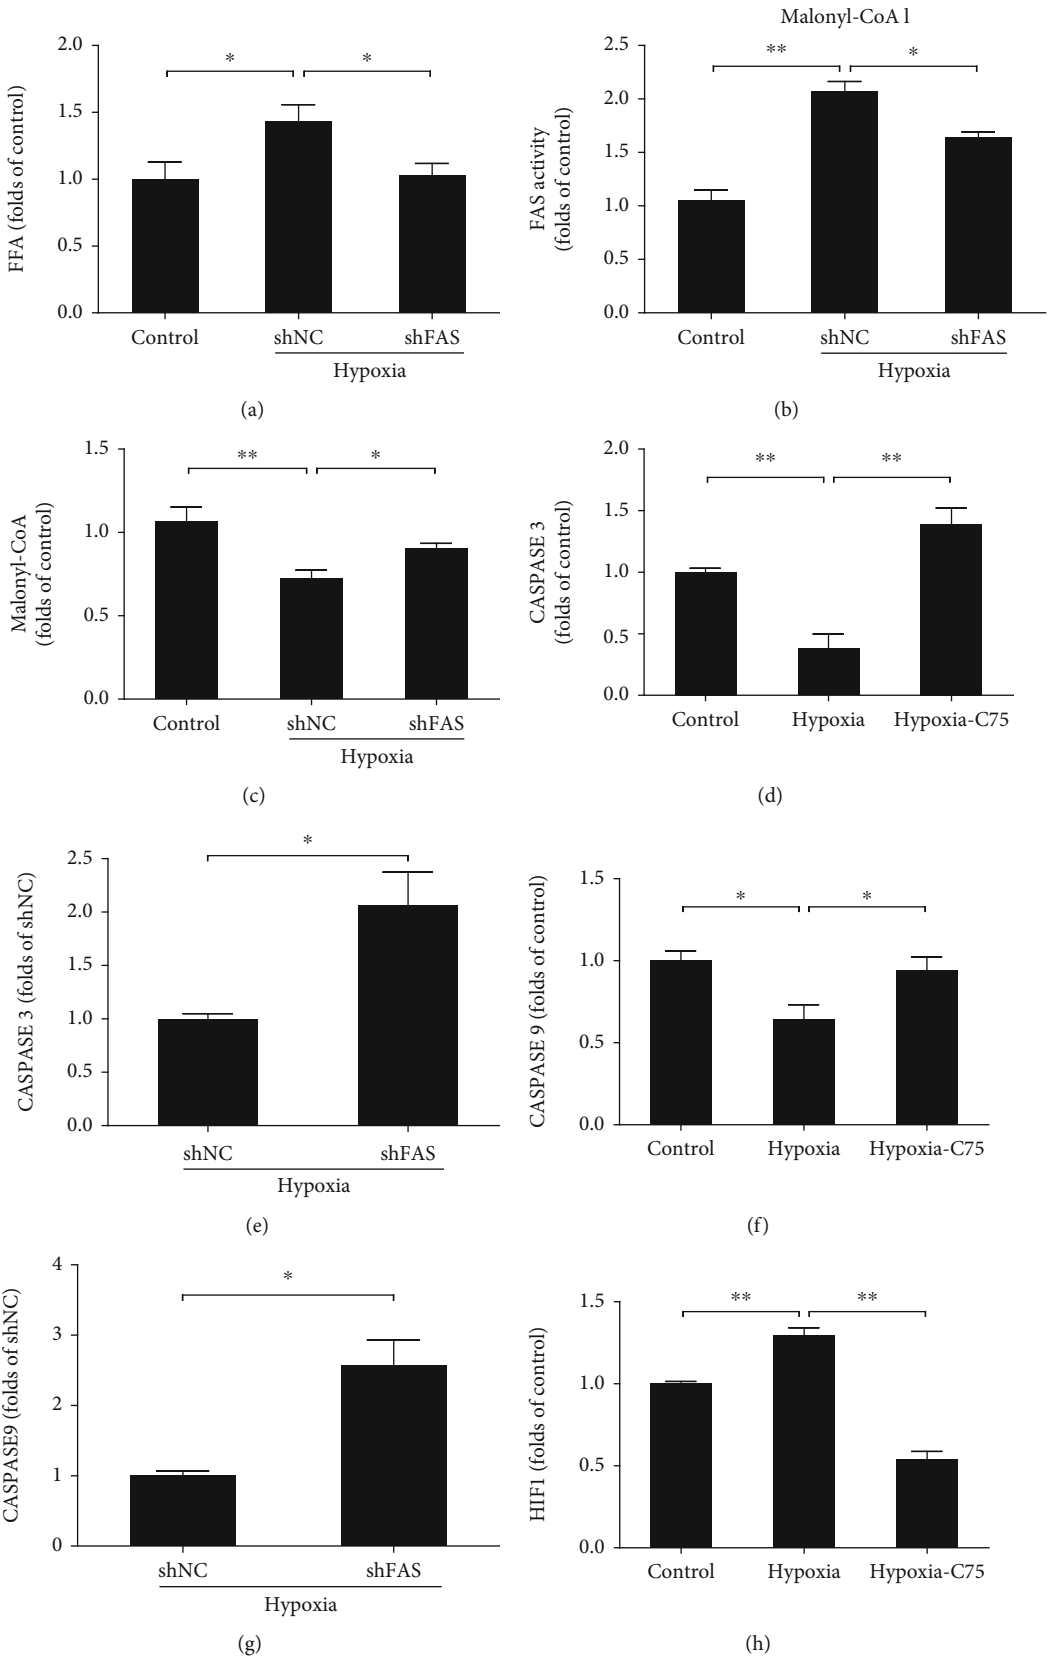 FFA (folds of control)
2.0
1.5
1.0
0.5
0.0
*
*
Control
shNC
shFAS
Hypoxia
(a)
Malonyl-CoA l
FAS activity
(folds of control)
2.5
2.0
1.5
1.0
0.5
0.0
**
*
Control
shNC
shFAS
Hypoxia
(b)
Malonyl-CoA
(folds of control)
1.5
1.0
0.5
0.0
**
*
Control
shNC
shFAS
Hypoxia
(c)
CASPASE 3
(folds of control)
2.0
1.5
1.0
0.5
0.0
**
**
Control
Hypoxia
Hypoxia-C75
(d)
CASPASE 3 (folds of shNC)
2.5
2.0
1.5
1.0
0.5
0.0
*
shNC
shFAS
Hypoxia
(e)
CASPASE 9 (folds of control)
1.5
1.0
0.5
0.0
*
*
Control
Hypoxia
Hypoxia-C75
(f)
CASPASE9 (folds of shNC)
4
3
2
1
0
*
shNC
shFAS
Hypoxia
(g)
HIF1 (folds of control)
1.5
1.0
0.5
0.0
**
**
Control
Hypoxia
Hypoxia-C75
(h)